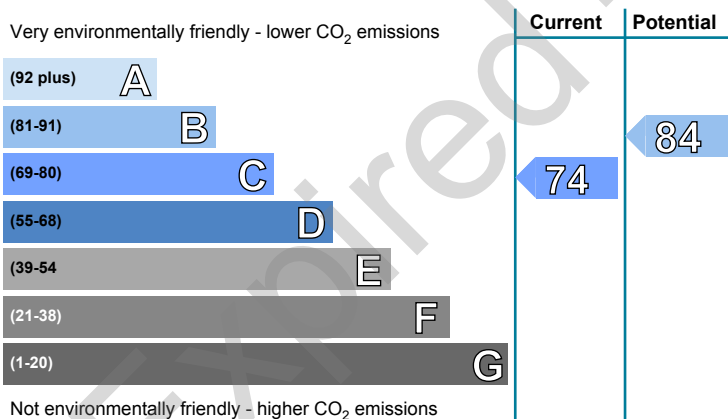 Current Potential
Very environmentally friendly - lower CO2 emissions
(92 plus) A
(81-91) B
84
(69-80) C
74
(55-68) D
(39-54 E
(21-38) F
(1-20) G
Not environmentally friendly - higher CO2 emissions
Expired